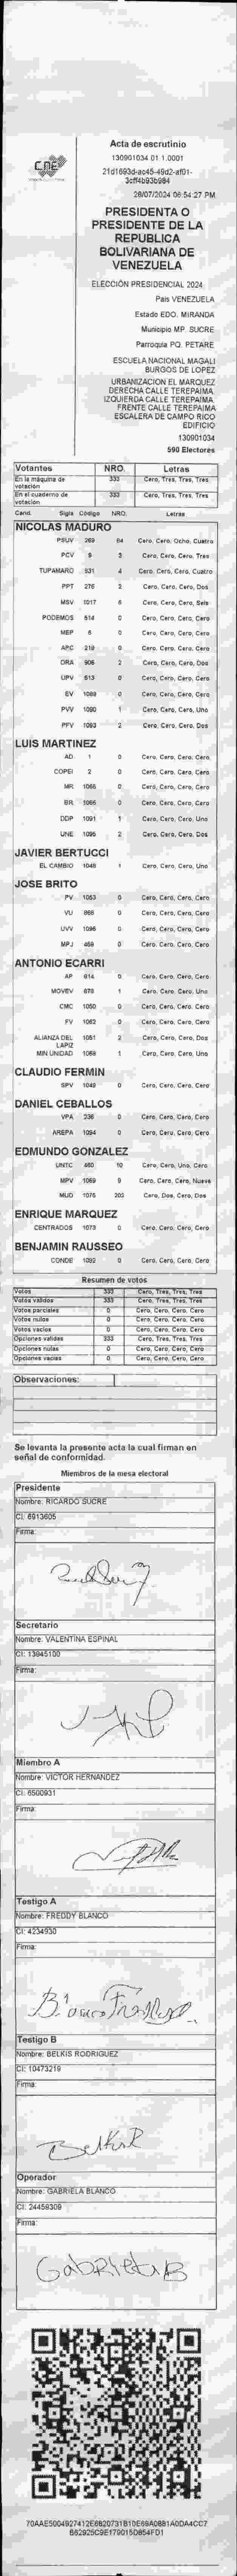 CNE
Acta de escrutinio
130901034 01 1 0001
28/07/2024 08:54:27 PM
PRESIDENTA O
PRESIDENTE DE LA
REPUBLICA
BOLIVARIANA DE
VENEZUELA
ELECCIÓN PRESIDENCIAL 2024
Pais VENEZUELA
Estado EDO. MIRANDA
Municipio MP. SUCRE
Parroquia PQ. PETARE
ESCUELA NACIONAL MAGALI
BURGOS DE LOPEZ
URBANIZACION EL MARQUEZ
DERECHA CALLE TEREPAIMA.
IZQUIERDA CALLE TEREPAIMA.
FRENTE CALLE TEREPAIMA
ESCALERA DE CAMPO RICO
EDIFICIO
130901034
590 Electores
Votantes NRO. Letras
En la máquina de votación 333 Cero, Tres, Tres, Tres
En el cuaderno de votación 333 Cero, Tres, Tres, Tres
Cand. Sigla Código NRO. Letras
NICOLAS MADURO
PSUV 269 84 Cero, Cero, Ocho, Cuatro
PCV 9 3 Cero, Cero, Cero, Tres
TUPAMARO 931 4 Cero, Cero, Cero, Cuatro
PPT 276 2 Cero, Cero, Cero, Dos
MSV 1017 6 Cero, Cero, Cero, Seis
PODEMOS 514 0 Cero, Cero, Cero, Cero
MEP 8 0 Cero, Cero, Cero, Cero
APC 219 0 Cero, Cero, Cero, Cero
ORA 906 2 Cero, Cero, Cero, Dos
UPV 613 0 Cero, Cero, Cero, Cero
EV 1089 0 Cero, Cero, Cero, Cero
PVV 1090 1 Cero, Cero, Cero, Uno
PFV 1093 2 Cero, Cero, Cero, Dos
LUIS MARTINEZ
AD 1 0 Cero, Cero, Cero, Cero
COPEI 2 0 Cero, Cero, Cero, Cero
MR 1066 0 Cero, Cero, Cero, Cero
BR 0 Cero, Cero, Cero, Cero
DDP 1091 1 Cero, Cero, Cero, Uno
UNE 1095 2 Cero, Cero, Cero, Dos
JAVIER BERTUCCI
EL CAMBIO 1048 1 Cero, Cero, Cero, Uno
JOSE BRITO
PV 1053 0 Cero, Cero, Cero, Cero
VU 868 0 Cero, Cero, Cero, Cero
UVV 0 Cero, Cero, Cero, Cero
MPJ 469 0 Cero, Cero, Cero, Cero
ANTONIO ECARRI
AP 914 0 Cero, Cero, Cero, Cero
MOVEV 878 1 Cero, Cero, Cero, Uno
CMC 1050 0 Cero, Cero, Cero, Cero
FV 1062 0 Cero, Cero, Cero, Cero
ALIANZA DEL LAPIZ 1051 2 Cero, Cero, Cero, Dos
MIN UNIDAD 1 Cero, Cero, Cero, Uno
CLAUDIO FERMIN
SPV 1049 0 Cero, Cero, Cero, Cero
DANIEL CEBALLOS
VPA 236 0 Cero, Cero, Cero, Cero
AREPA 1094 0 Cero, Cero, Cero, Cero
EDMUNDO GONZALEZ
UNTC 460 10 Cero, Cero, Uno, Cero
MPV 1069 9 Cero, Cero, Cero, Nueve
MUD 1075 202 Cero, Dos, Cero, Dos
ENRIQUE MARQUEZ
CENTRADOS 1073 0 Cero, Cero, Cero, Cero
BENJAMIN RAUSSEO
CONDE 1092 0 Cero, Cero, Cero, Cero
Resumen de votos
Votos 333 Cero, Tres, Tres, Tres
Votos válidos 333 Cero, Tres, Tres, Tres
Votos parciales 0 Cero, Cero, Cero, Cero
Votos nulos 0 Cero, Cero, Cero, Cero
Votos vacios 0 Cero, Cero, Cero, Cero
Opciones validas 333 Cero, Tres, Tres, Tres
Opciones nulas 0 Cero, Cero, Cero, Cero
Opciones vacias 0 Cero, Cero, Cero, Cero
Observaciones:
Se levanta la presente acta la cual firman en
señal de conformidad.
Miembros de la mesa electoral
Presidente
Nombre: RICARDO SUCRE
CI: 6913605
Firma:
Secretario
Nombre: VALENTINA ESPINAL
CI: 13945100
Firma:
Miembro A
Nombre: VICTOR HERNANDEZ
CI: 6500931
Firma:
Testigo A
Nombre: FREDDY BLANCO
CI: 4234930
Firma:
Blanco Freddy
Testigo B
Nombre: BELKIS RODRIGUEZ
CI: 10473219
Firma:
Belkis R
Operador
Nombre: GABRIELA BLANCO
CI: 24459309
Firma:
Gabriela B